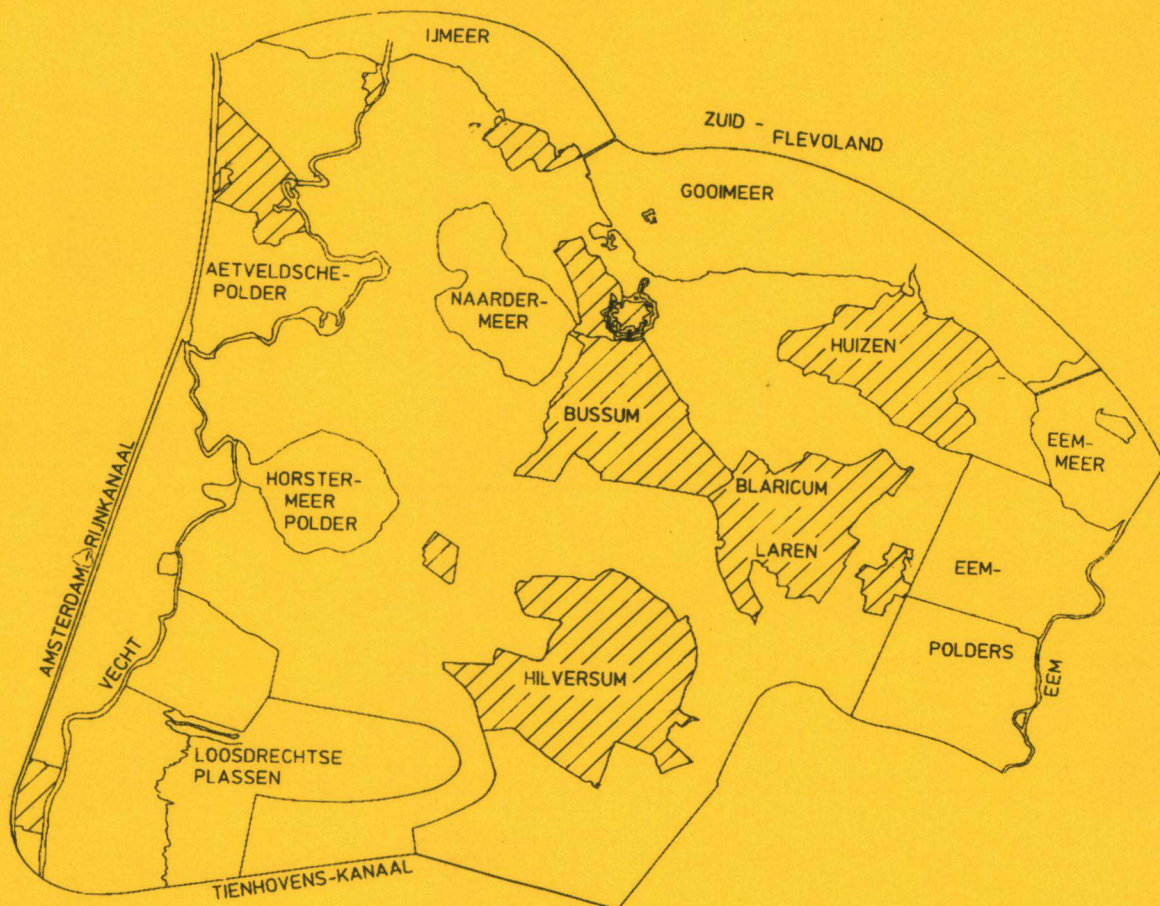 IJMEER
ZUID -
FLEVOLAND
GOOIMEER
AETVELDSCHE-
POLDER
NAARDER-
MEER
HUIZEN
BUSSUM
EEM-
MEER
HORSTER-
MEER
POLDER
BLARICUM
AMSTERDAM-RIJNKANAAL
LAREN
EEM-
VECHT
POLDERS
EEM
HILVERSUM
LOOSDRECHTSE
PLASSEN
TIENHOVENS-KANAAL